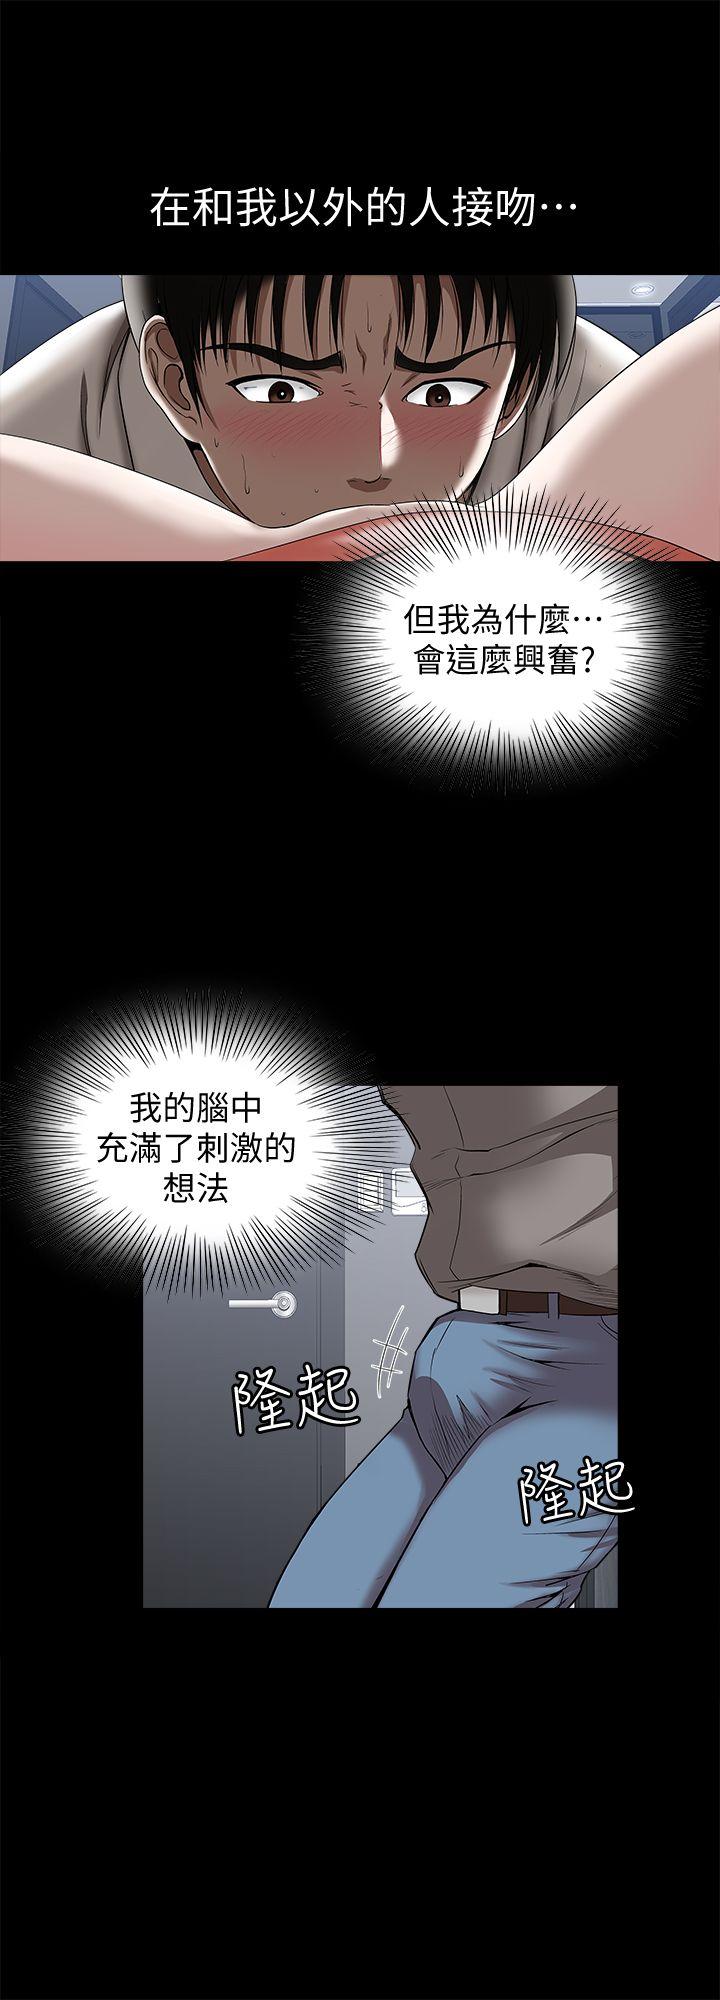 在和我以外的人接吻⋯
但我為什麼⋯
會這麼興奮?
我的腦中
充滿了刺激的
想法
隆起
隆起